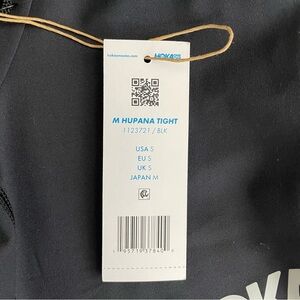 HOKA
M HUPANA TIGHT
1123721 / BLK
USA S
EU S
UK S
JAPAN M